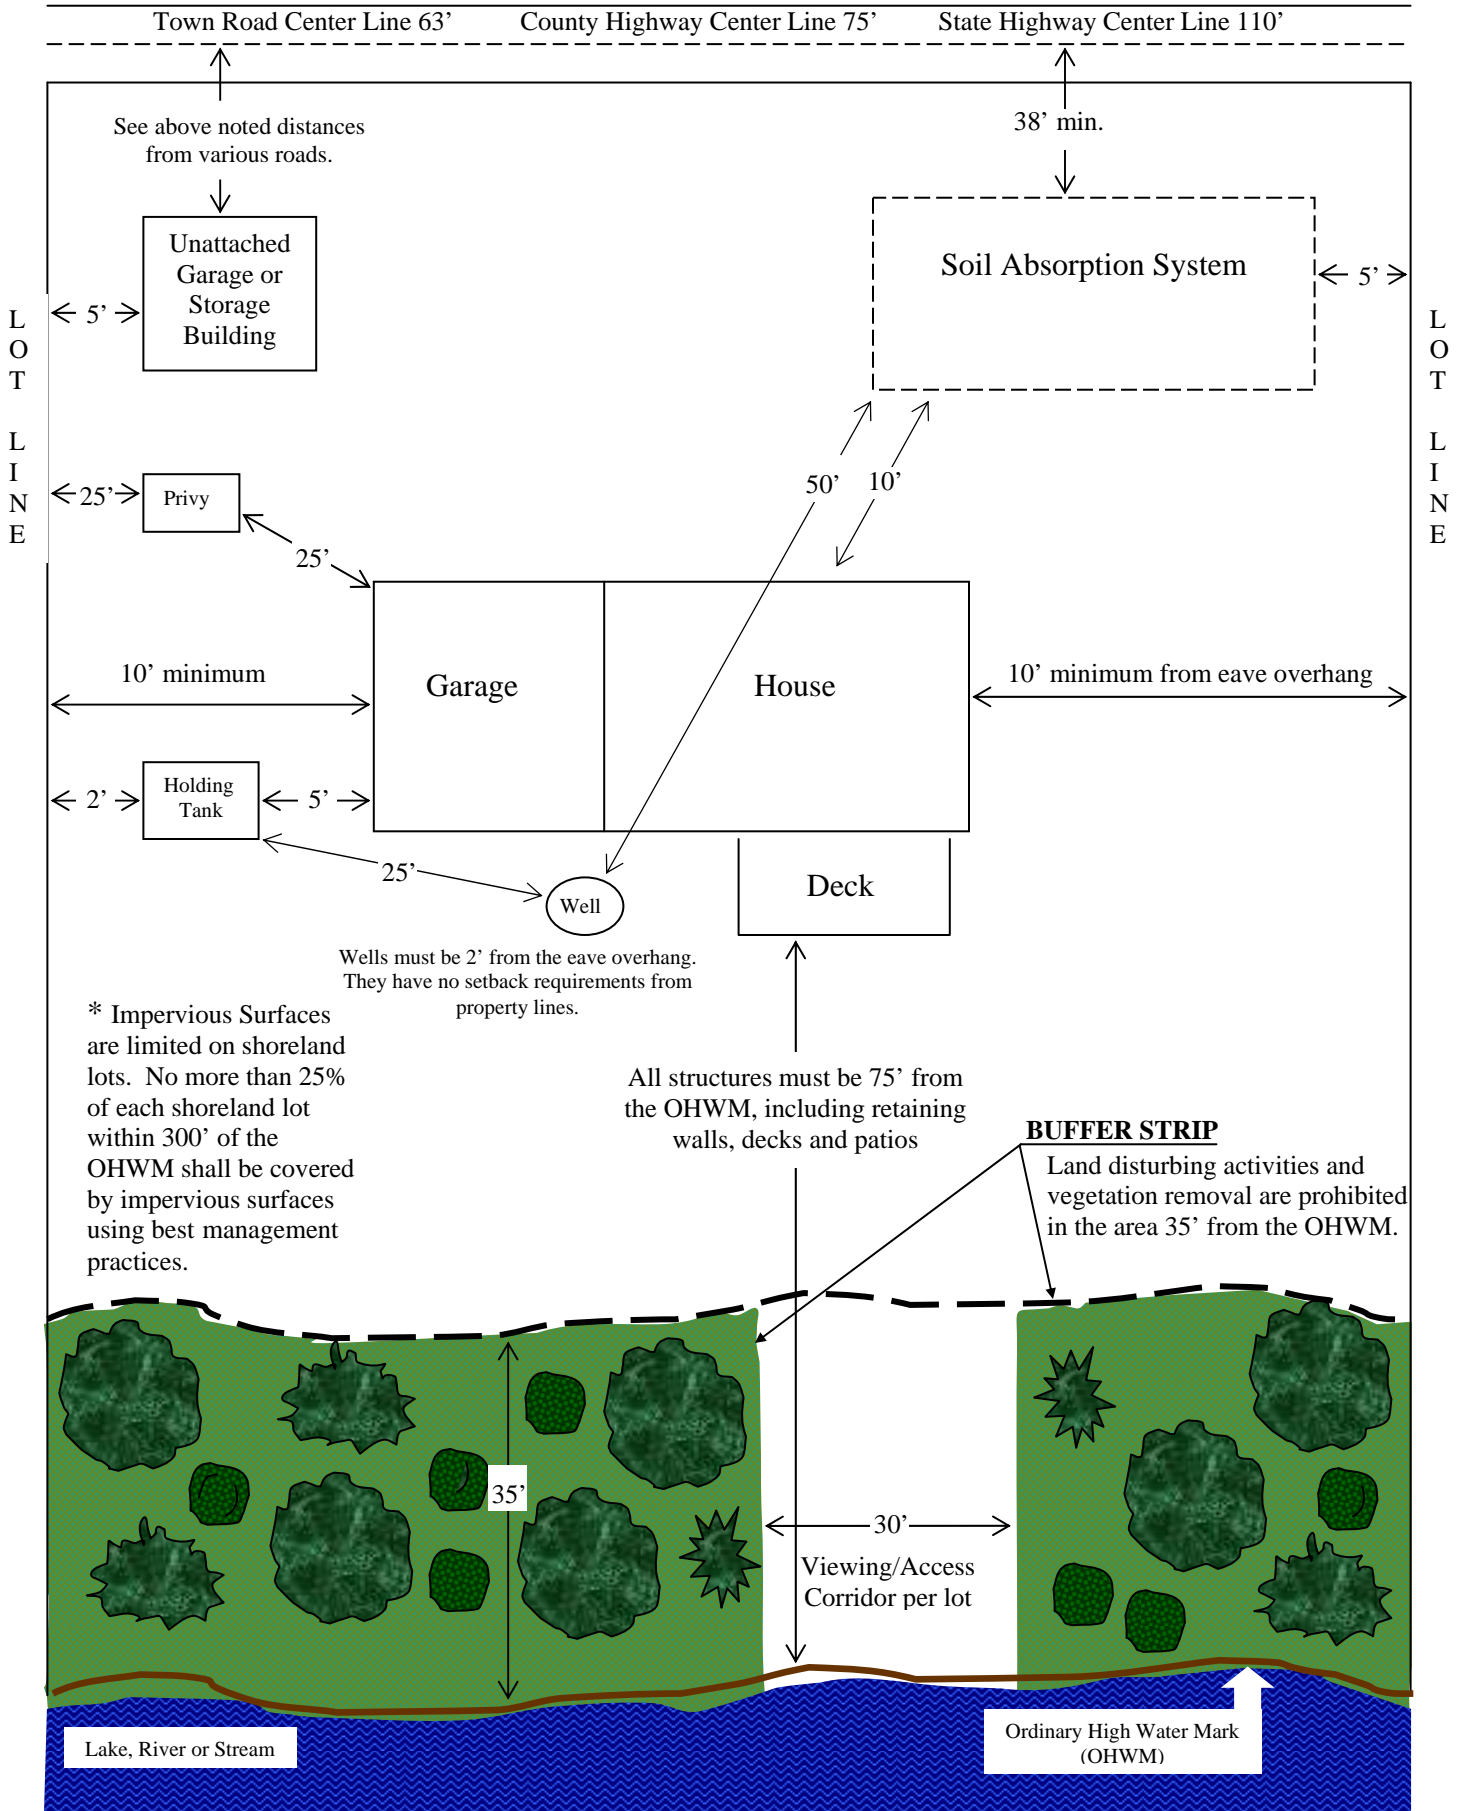 Town Road Center Line 63’ County Highway Center Line 75’ State Highway Center Line 110’
See above noted distances
from various roads.
38’ min.
Unattached
Garage or
Storage
Building
Soil Absorption System
5’
5’
L
O
T
L
I
N
E
L
O
T
L
I
N
E
50’
10’
25’
Privy
25’
10’ minimum
Garage
House
10’ minimum from eave overhang
2’
Holding
Tank
5’
25’
Well
Deck
Wells must be 2’ from the eave overhang.
They have no setback requirements from
property lines.
* Impervious Surfaces
are limited on shoreland
lots. No more than 25%
of each shoreland lot
within 300’ of the
OHWM shall be covered
by impervious surfaces
using best management
practices.
All structures must be 75’ from
the OHWM, including retaining
walls, decks and patios
BUFFER STRIP
Land disturbing activities and
vegetation removal are prohibited
in the area 35’ from the OHWM.
35’
30’
Viewing/Access
Corridor per lot
Lake, River or Stream
Ordinary High Water Mark
(OHWM)